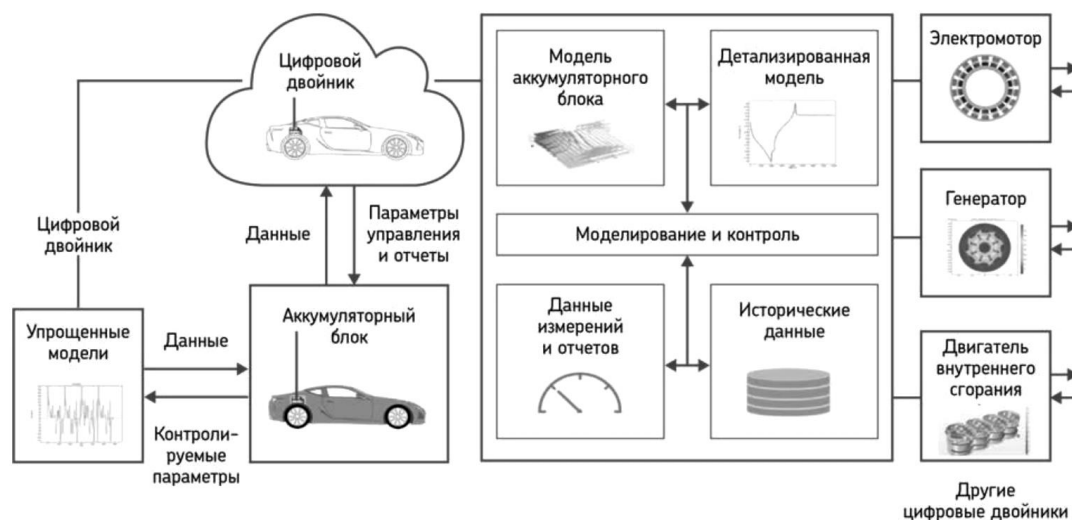 Цифровой
двойник
Цифровой
двойник
Данные
Параметры
управления
и отчеты
Упрощенные
модели
Данные
Контроли-
руемые
параметры
Аккумуляторный
блок
Модель
аккумуляторного
блока
Детализированная
модель
Моделирование и контроль
Данные
измерений
и отчетов
Исторические
данные
Электромотор
Генератор
Двигатель
внутреннего
сгорания
Другие
цифровые двойники